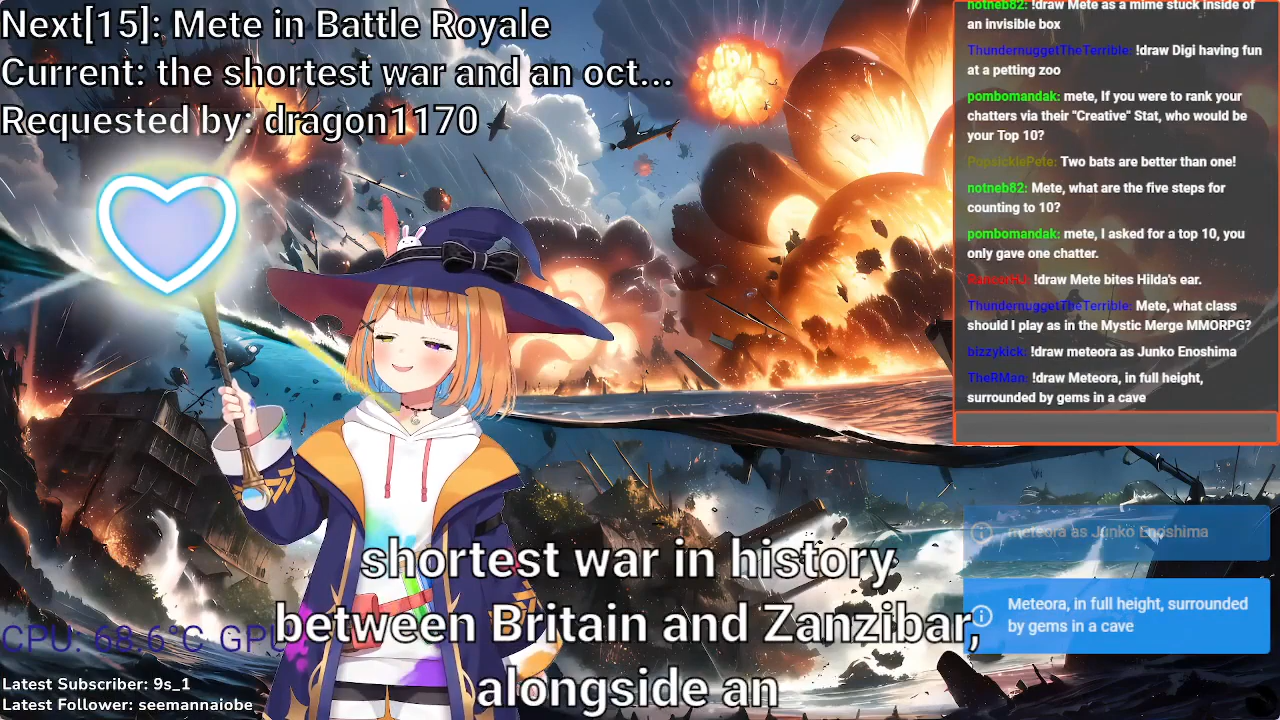 Next[15]: Mete in Battle Royale
Current: the shortest war and an oct...
Requested by: dragon1170
notneb82: !draw Mete as a mime stuck inside of
an invisible box
ThundernuggetTheTerrible: !draw Digi having fun
at a petting zoo
pombomandak: mete, If you were to rank your
chatters via their "Creative" Stat, who would be
your Top 10?
PopsicklePete: Two bats are better than one!
notneb82: Mete, what are the five steps for
counting to 10?
pombomandak: mete, I asked for a top 10, you
only gave one chatter.
!draw Mete bites Hilda's ear.
ThundernuggetTheTerrible: Mete, what class
should I play as in the Mystic Merge MMORPG?
bizzykick: !draw meteora as Junko Enoshima
TheRMan: !draw Meteora, in full height,
surrounded by gems in a cave
meteora as Junko Enoshima
Meteora, in full height, surrounded
by gems in a cave
shortest war in history
between Britain and Zanzibar,
alongside an
CPU: 68.6°C GPU
Latest Subscriber: 9s_1
Latest Follower: seemannaiobe